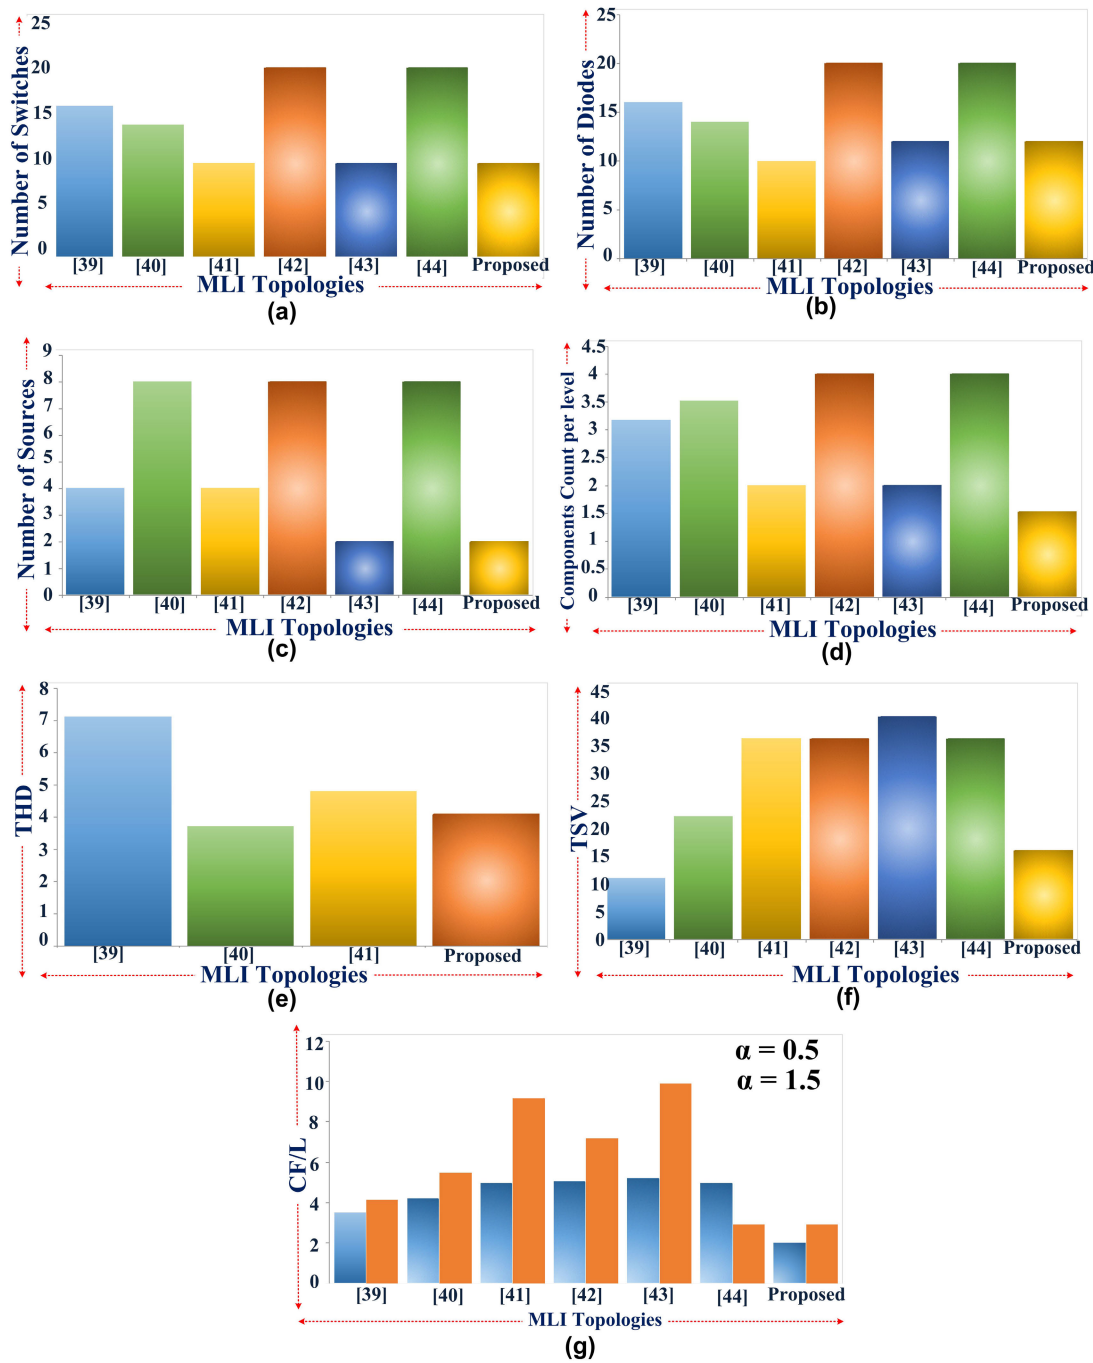 Number of Switches
25
20
15
10
5
0
[39] [40] [41] [42] [43] [44] Proposed
MLI Topologies
(a)
Number of Diodes
25
20
15
10
5
0
[39] [40] [41] [42] [43] [44] Proposed
MLI Topologies
(b)
Number of Sources
9
8
7
6
5
4
3
2
1
0
[39] [40] [41] [42] [43] [44] Proposed
MLI Topologies
(c)
Components Count per level
4.5
4
3.5
3
2.5
2
1.5
1
0.5
0
[39] [40] [41] [42] [43] [44] Proposed
MLI Topologies
(d)
THD
8
7
6
5
4
3
2
1
0
[39] [40] [41] Proposed
MLI Topologies
(e)
TSV
45
40
35
30
25
20
15
10
5
0
[39] [40] [41] [42] [43] [44] Proposed
MLI Topologies
(f)
CF/L
12
10
8
6
4
2
0
α = 0.5
α = 1.5
[39] [40] [41] [42] [43] [44] Proposed
MLI Topologies
(g)